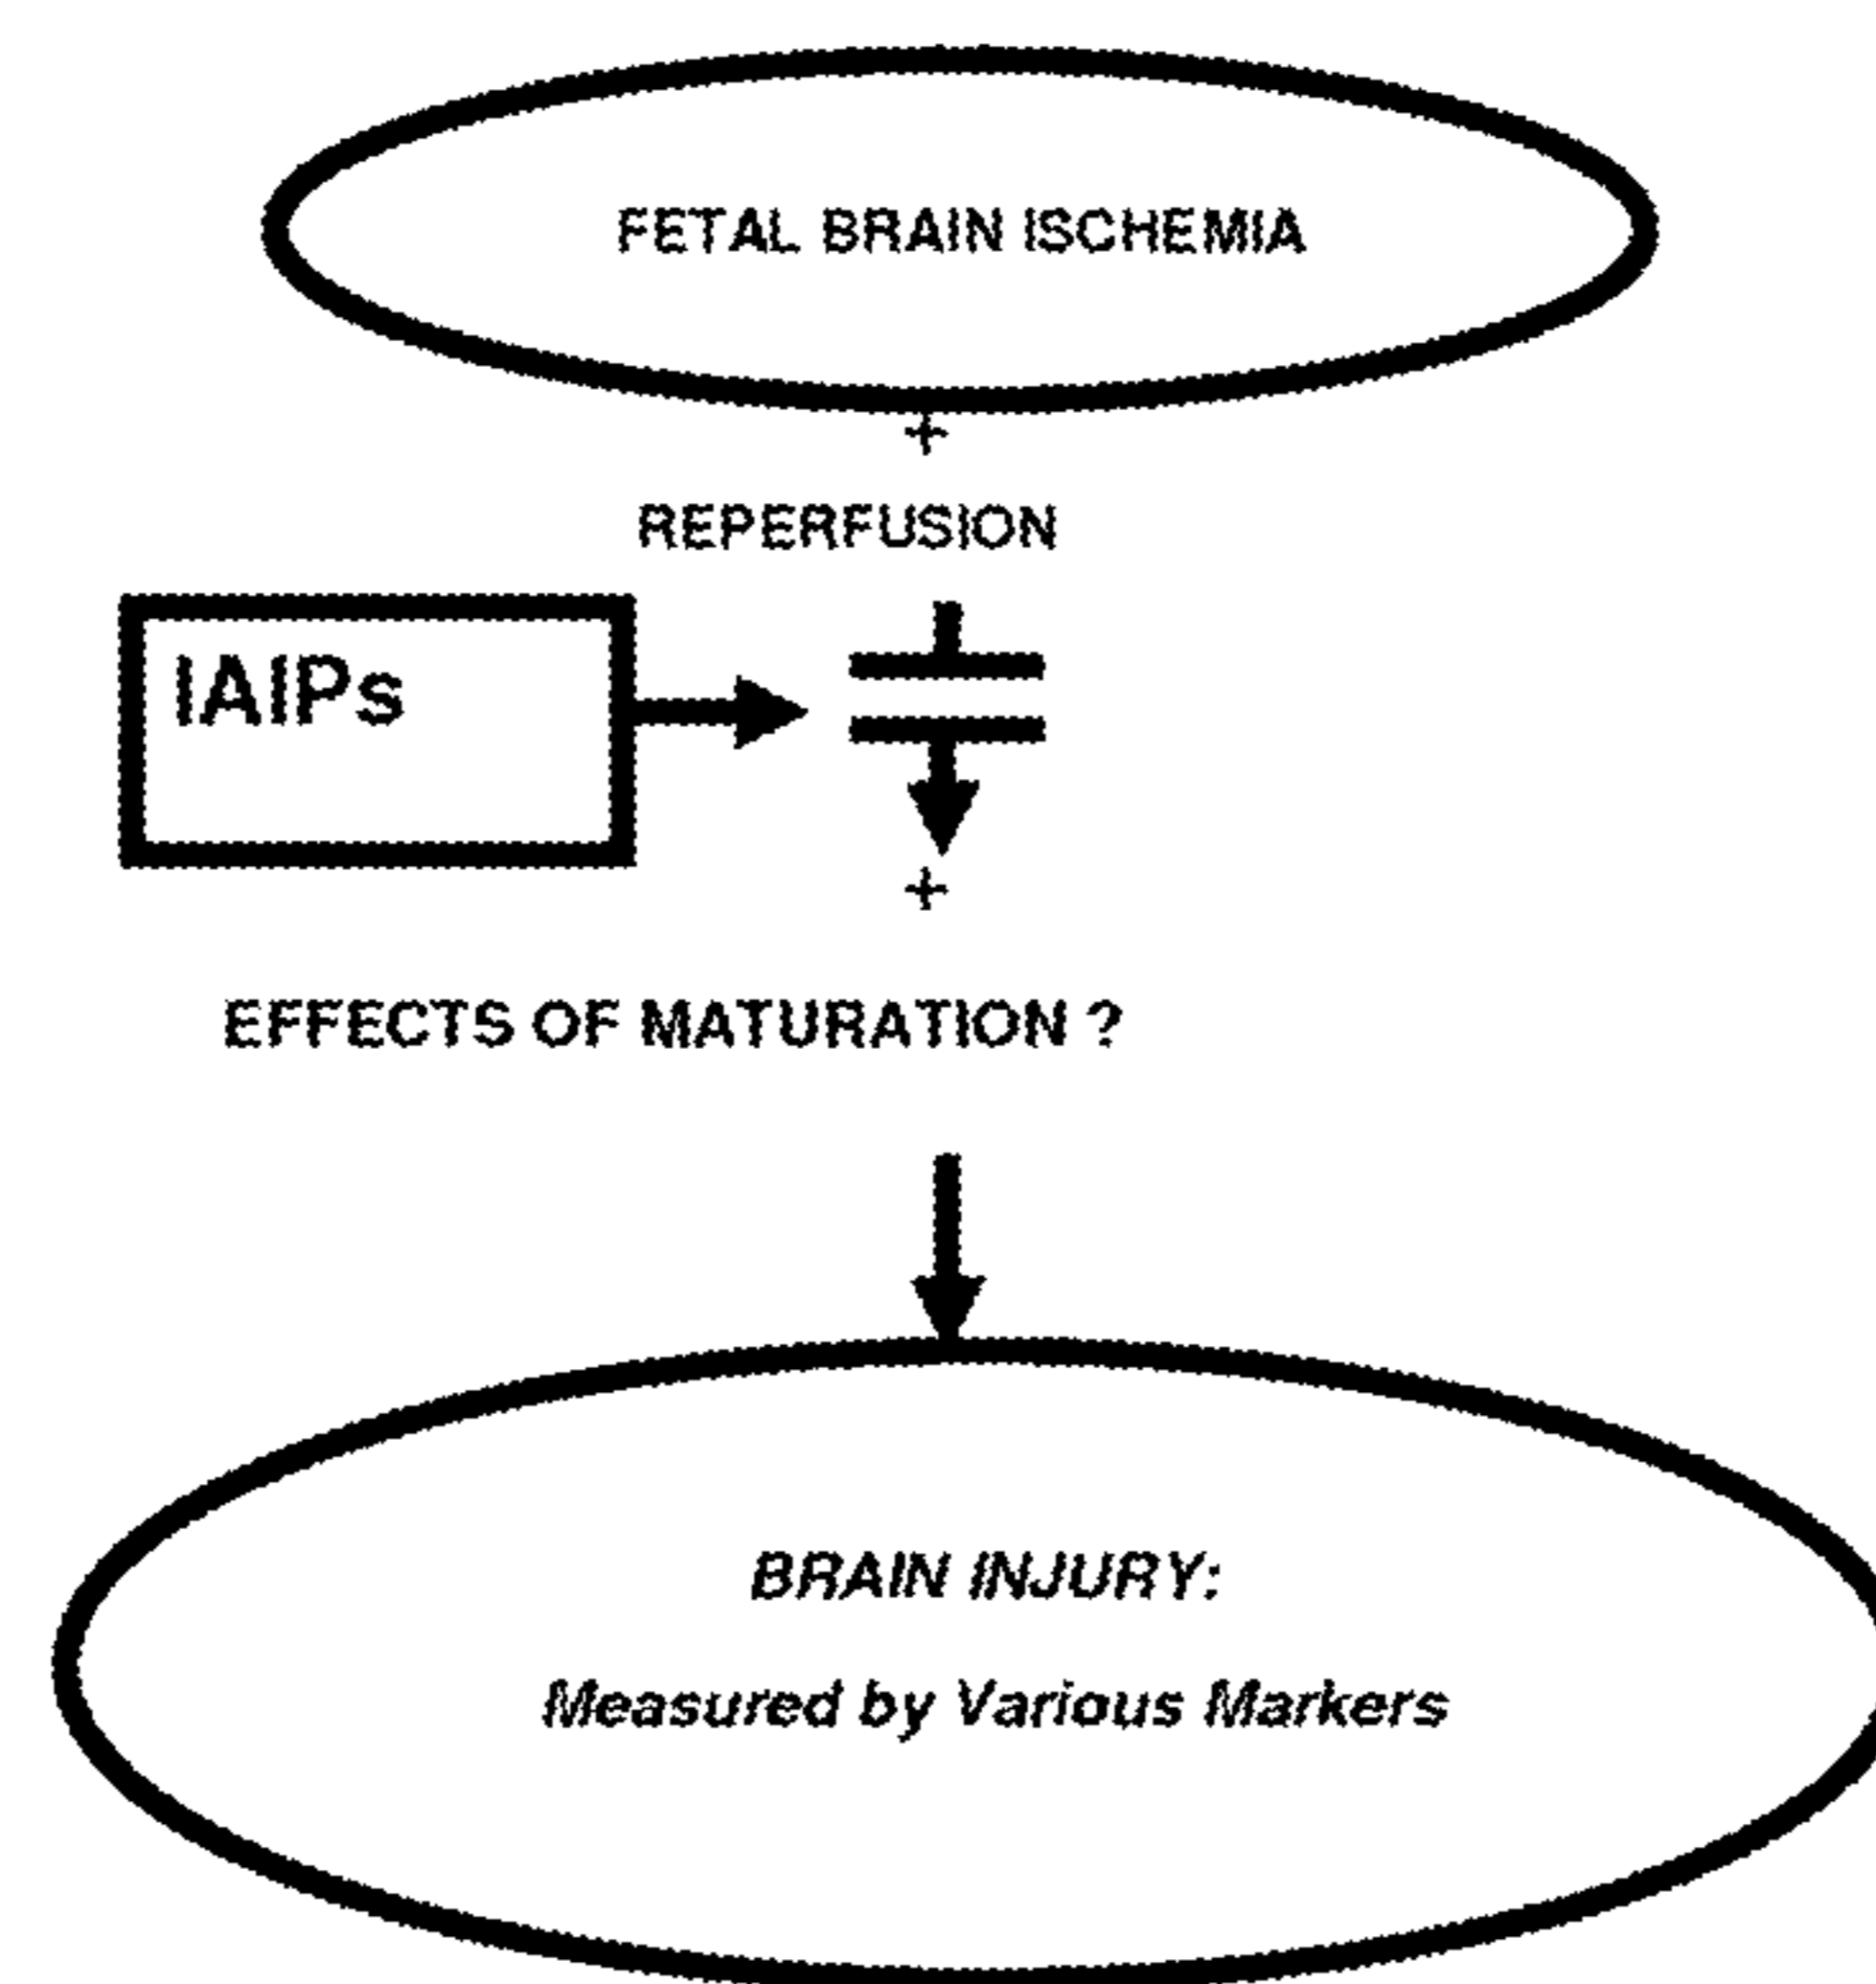 FETAL BRAIN ISCHEMIA
+
REPERFUSION
IAIPs
+
EFFECTS OF MATURATION ?
BRAIN INJURY:
Measured by Various Markers